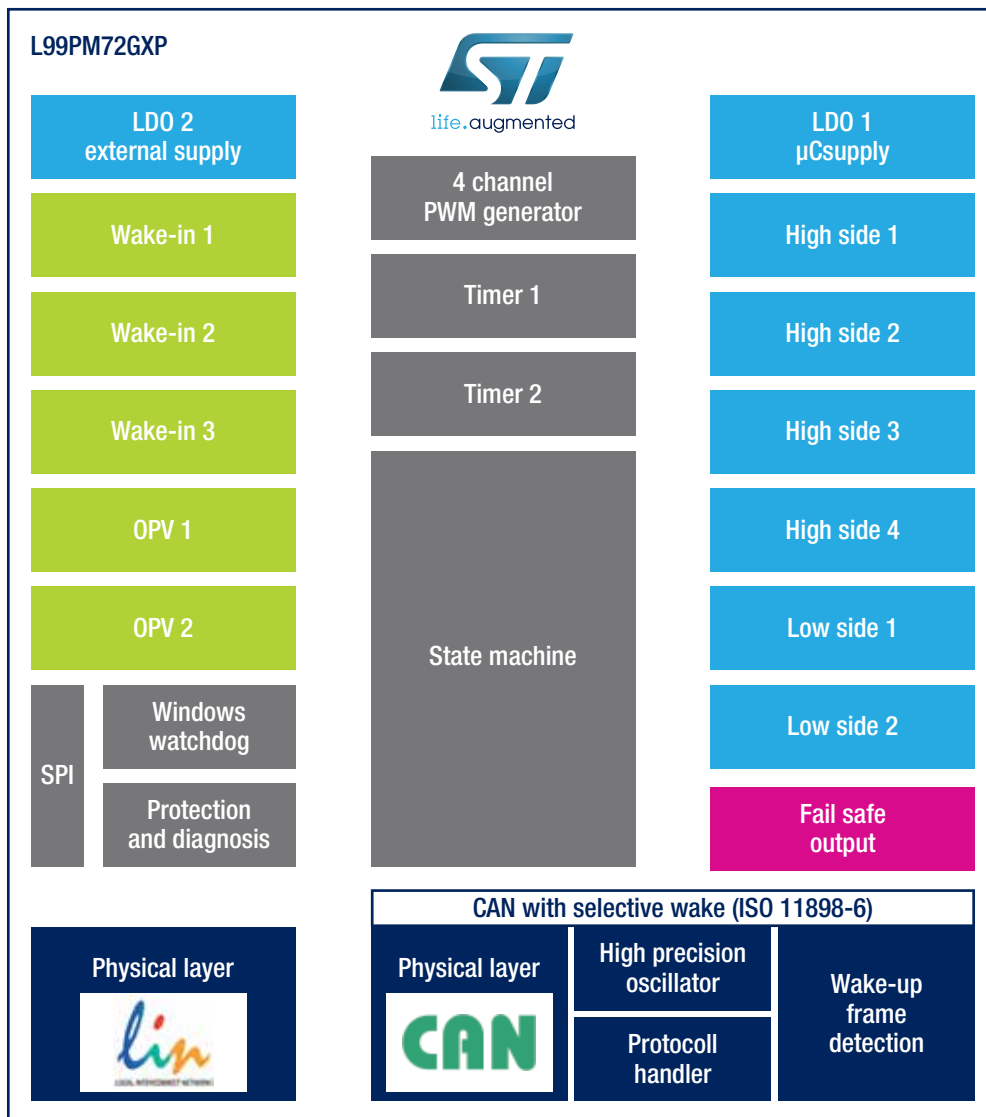 L99PM72GXP
ST
life.augmented
LDO 2
external supply
Wake-in 1
Wake-in 2
Wake-in 3
OPV 1
OPV 2
SPI
Windows
watchdog
Protection
and diagnosis
4 channel
PWM generator
Timer 1
Timer 2
State machine
LDO 1
µCsupply
High side 1
High side 2
High side 3
High side 4
Low side 1
Low side 2
Fail safe
output
Physical layer
lin
LOCAL INTERCONNECT NETWORK
CAN with selective wake (ISO 11898-6)
Physical layer
CAN
High precision
oscillator
Protocoll
handler
Wake-up
frame
detection